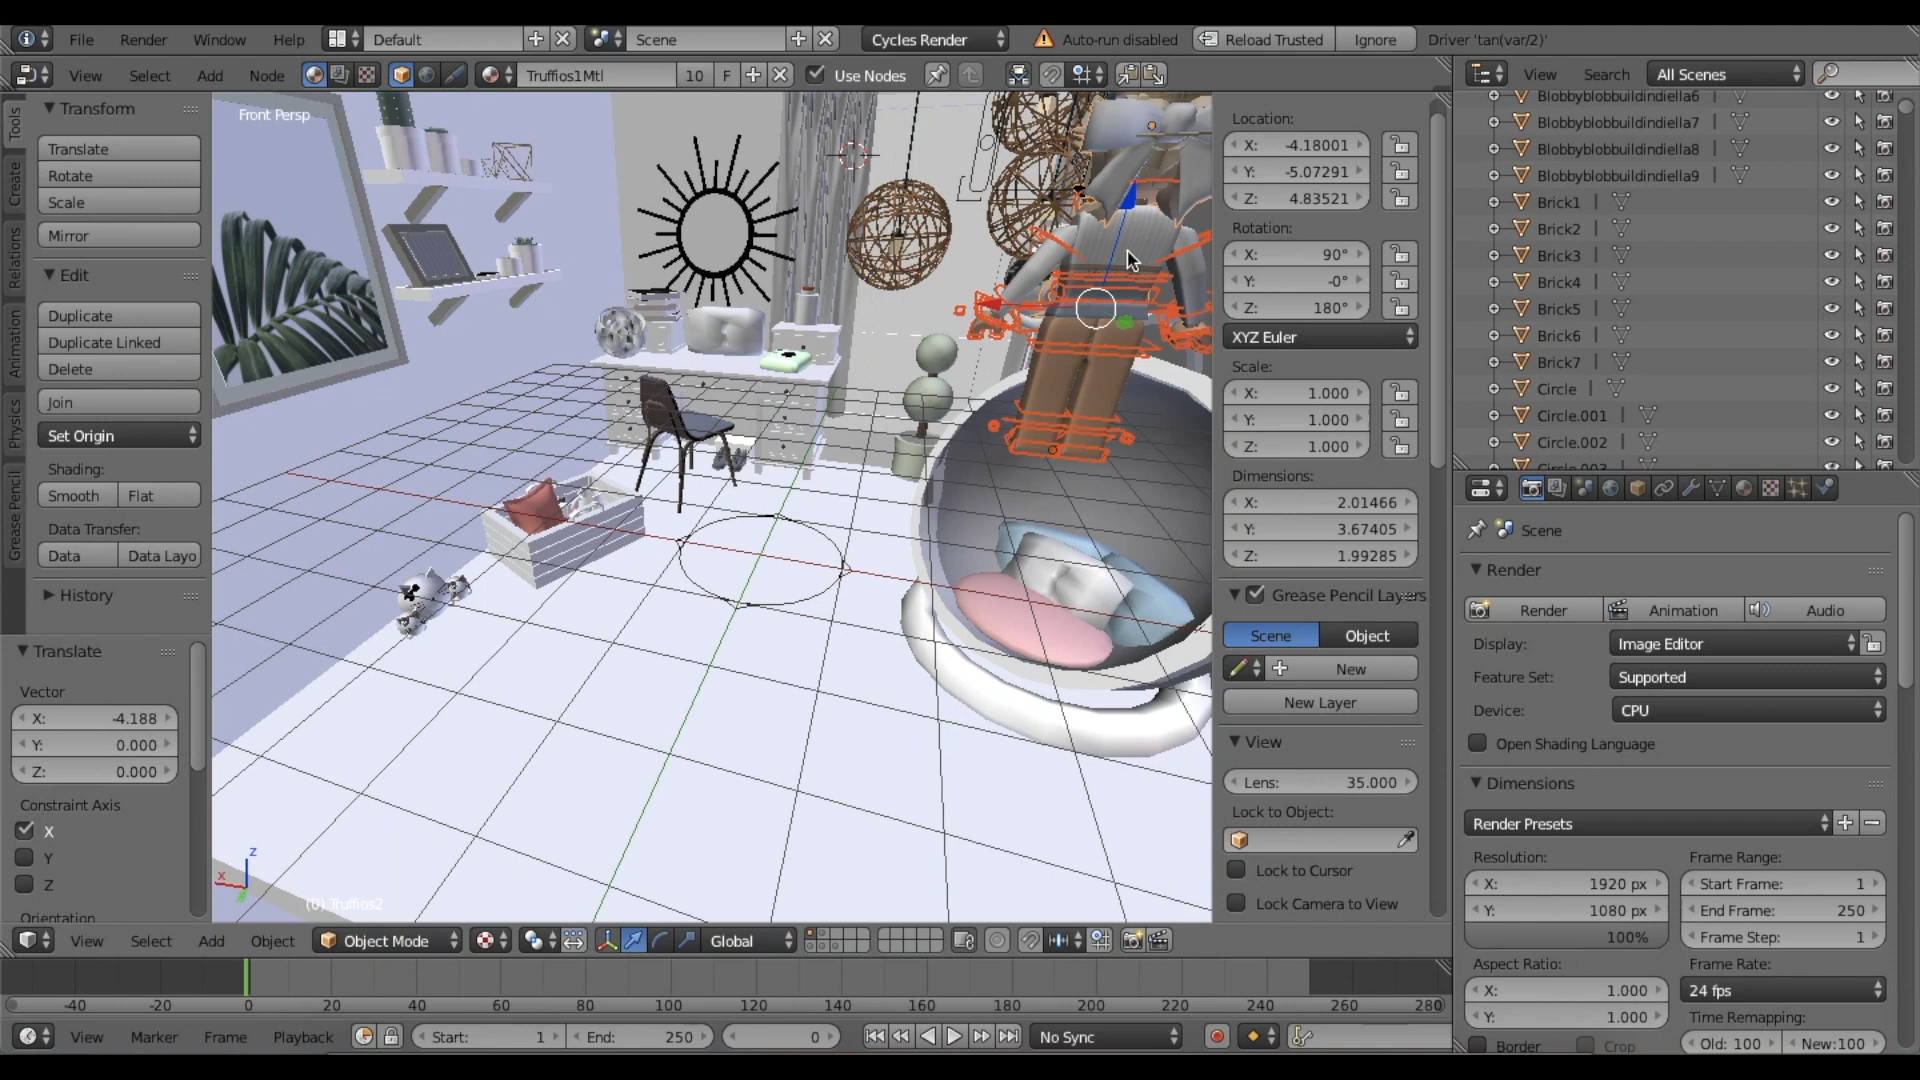 File Render Window Help Default Scene Cycles Render Auto-run disabled Reload Trusted Ignore Driver 'tan(var/2)'
View Select Add Node Truffios1Mtl 10 F Use Nodes
View Search All Scenes
Tools
Create
Relations
Animation
Physics
Grease Pencil
Transform
Translate
Rotate
Scale
Mirror
Edit
Duplicate
Duplicate Linked
Delete
Join
Set Origin
Shading:
Smooth Flat
Data Transfer:
Data Data Layo
History
Translate
Vector
X: -4.188
Y: 0.000
Z: 0.000
Constraint Axis
X
Y
Z
Orientation
Front Persp
z
x
(0) Truffios2
Location:
X: -4.18001
Y: -5.07291
Z: 4.83521
Rotation:
X: 90°
Y: -0°
Z: 180°
XYZ Euler
Scale:
X: 1.000
Y: 1.000
Z: 1.000
Dimensions:
X: 2.01466
Y: 3.67405
Z: 1.99285
Grease Pencil Layers
Scene Object
New
New Layer
View
Lens: 35.000
Lock to Object:
Lock to Cursor
Lock Camera to View
Blobbyblobbuildindiella6
Blobbyblobbuildindiella7
Blobbyblobbuildindiella8
Blobbyblobbuildindiella9
Brick1
Brick2
Brick3
Brick4
Brick5
Brick6
Brick7
Circle
Circle.001
Circle.002
Circle.003
Scene
Render
Render Animation Audio
Display: Image Editor
Feature Set: Supported
Device: CPU
Open Shading Language
Dimensions
Render Presets
Resolution: Frame Range:
X: 1920 px Start Frame: 1
Y: 1080 px End Frame: 250
100% Frame Step: 1
Aspect Ratio: Frame Rate:
X: 1.000 24 fps
Y: 1.000 Time Remapping:
Border Crop Old: 100 New:100
View Select Add Object Object Mode Global
-40 -20 0 20 40 60 80 100 120 140 160 180 200 220 240 260 280
View Marker Frame Playback Start: 1 End: 250 0 No Sync